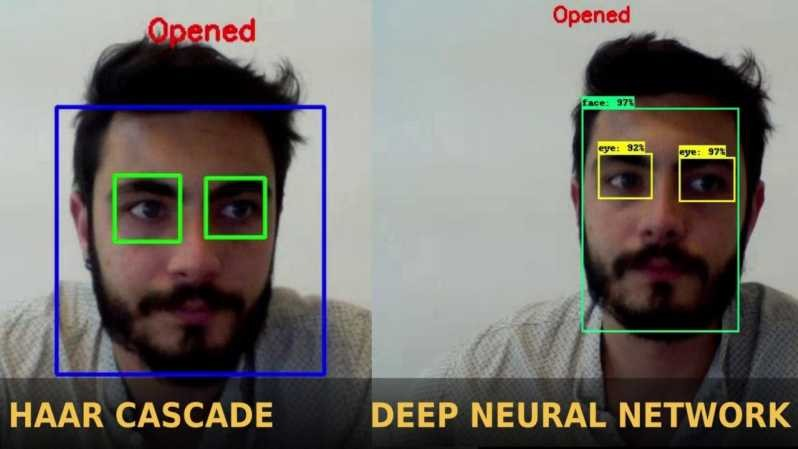 Opened
HAAR CASCADE
Opened
face: 97%
eye: 92%
eye: 97%
DEEP NEURAL NETWORK